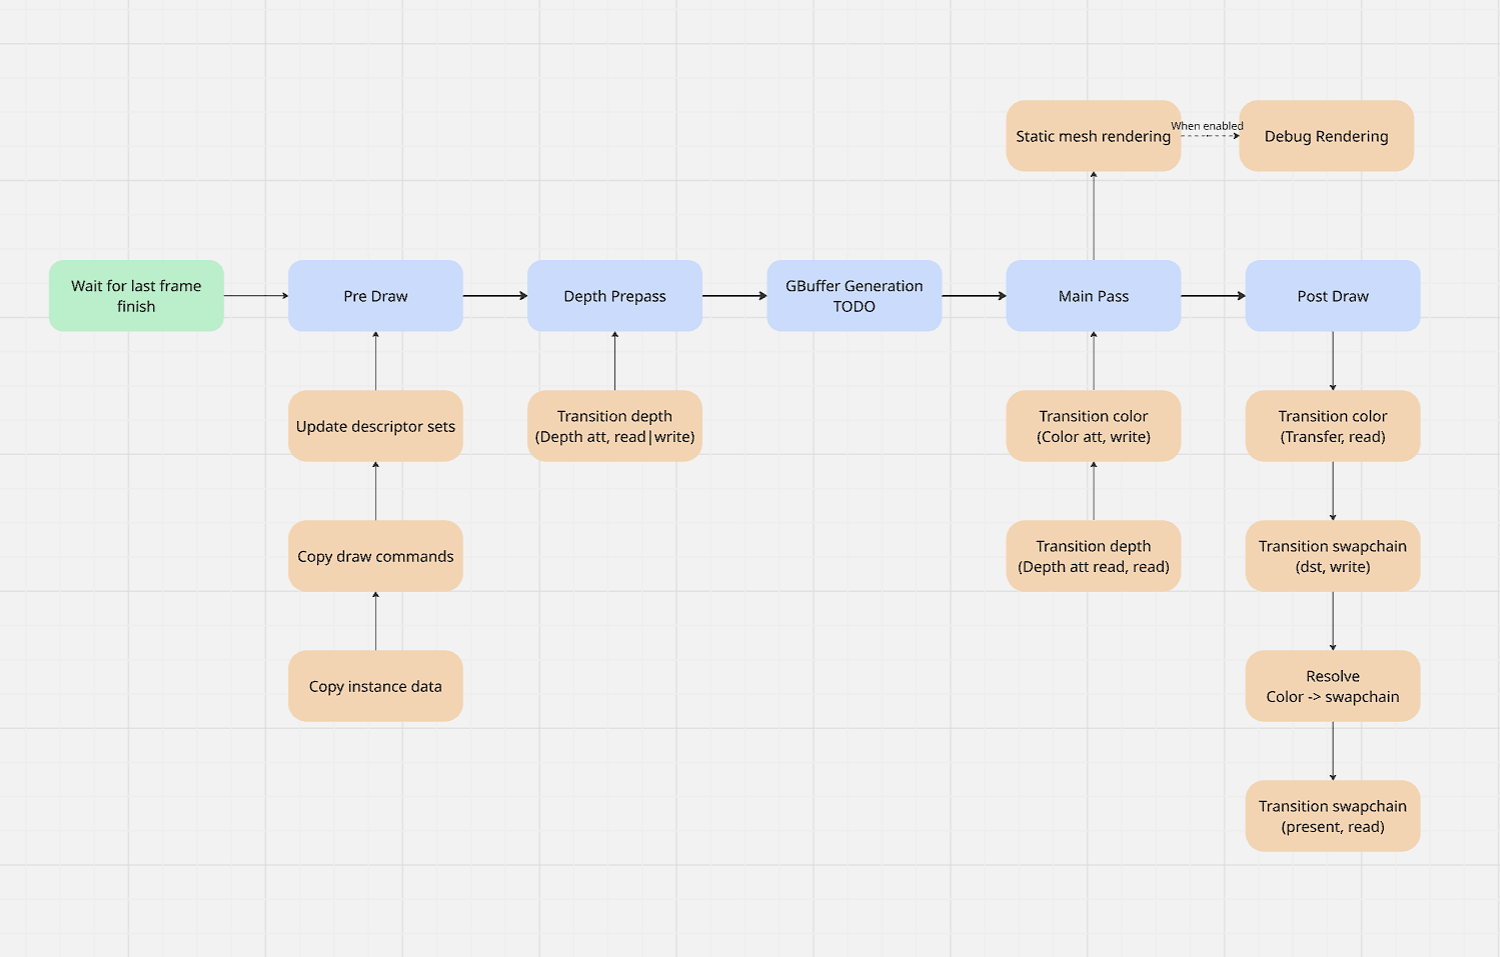 Static mesh rendering
When enabled
Debug Rendering
Wait for last frame
finish
Pre Draw
Depth Prepass
GBuffer Generation
TODO
Main Pass
Post Draw
Update descriptor sets
Transition depth
(Depth att, read|write)
Transition color
(Color att, write)
Transition color
(Transfer, read)
Copy draw commands
Transition depth
(Depth att read, read)
Transition swapchain
(dst, write)
Copy instance data
Resolve
Color -> swapchain
Transition swapchain
(present, read)